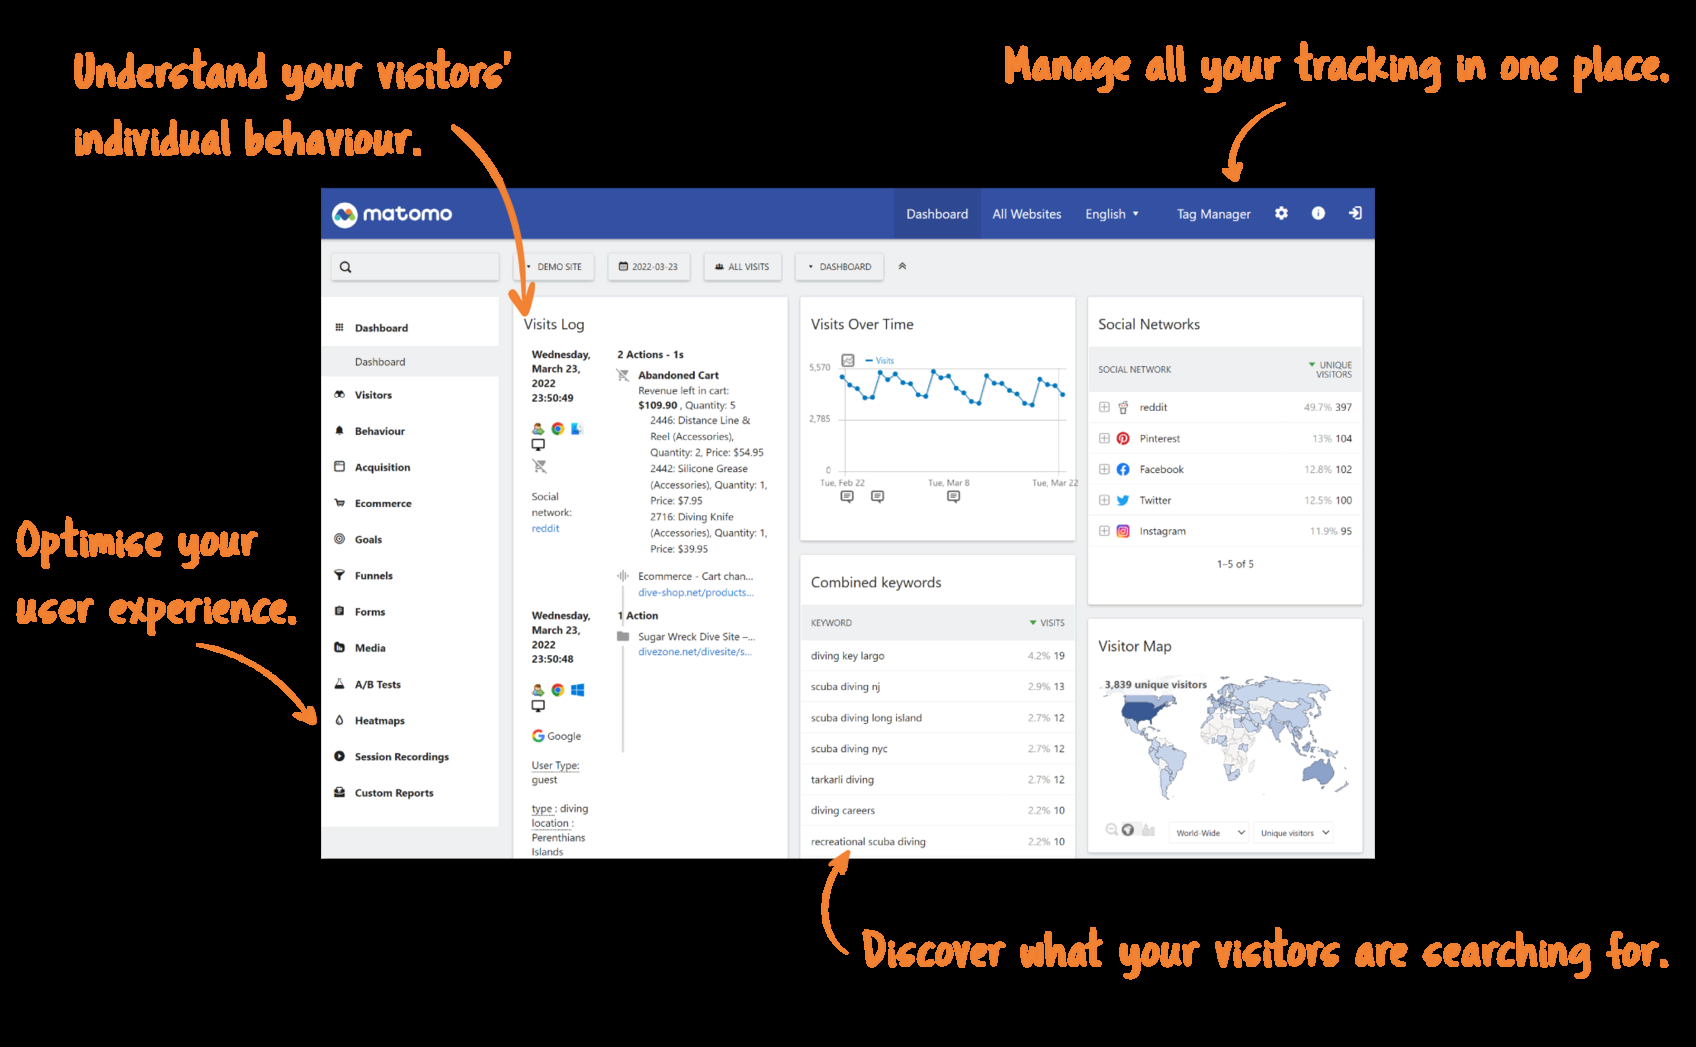 Understand your visitors'
individual behaviour.
Manage all your tracking in one place.
matomo
Dashboard
All Websites
English
Tag Manager
DEMO SITE
2022-03-23
ALL VISITS
DASHBOARD
Dashboard
Dashboard
Visitors
Behaviour
Acquisition
Ecommerce
Goals
Funnels
Forms
Media
A/B Tests
Heatmaps
Session Recordings
Custom Reports
Optimise your
user experience.
Visits Log
Wednesday,
March 23,
2022
23:50:49
Social
network:
reddit
2 Actions - 1s
Abandoned Cart
Revenue left in cart:
$109.90 , Quantity: 5
2446: Distance Line &
Reel (Accessories),
Quantity: 2, Price: $54.95
2442: Silicone Grease
(Accessories), Quantity: 1,
Price: $7.95
2716: Diving Knife
(Accessories), Quantity: 1,
Price: $39.95
Ecommerce - Cart chan...
dive-shop.net/products...
Wednesday,
March 23,
2022
23:50:48
Google
User Type:
guest
type : diving
location :
Perenthians
Islands
1 Action
Sugar Wreck Dive Site –...
divezone.net/divesite/s...
Visits Over Time
Visits
5,570
2,785
0
Tue, Feb 22
Tue, Mar 8
Tue, Mar 22
Combined keywords
KEYWORD VISITS
diving key largo 4.2% 19
scuba diving nj 2.9% 13
scuba diving long island 2.7% 12
scuba diving nyc 2.7% 12
tarkarli diving 2.7% 12
diving careers 2.2% 10
recreational scuba diving 2.2% 10
Social Networks
SOCIAL NETWORK UNIQUE
VISITORS
reddit 49.7% 397
Pinterest 13% 104
Facebook 12.8% 102
Twitter 12.5% 100
Instagram 11.9% 95
1–5 of 5
Visitor Map
3,839 unique visitors
World-Wide
Unique visitors
Discover what your visitors are searching for.